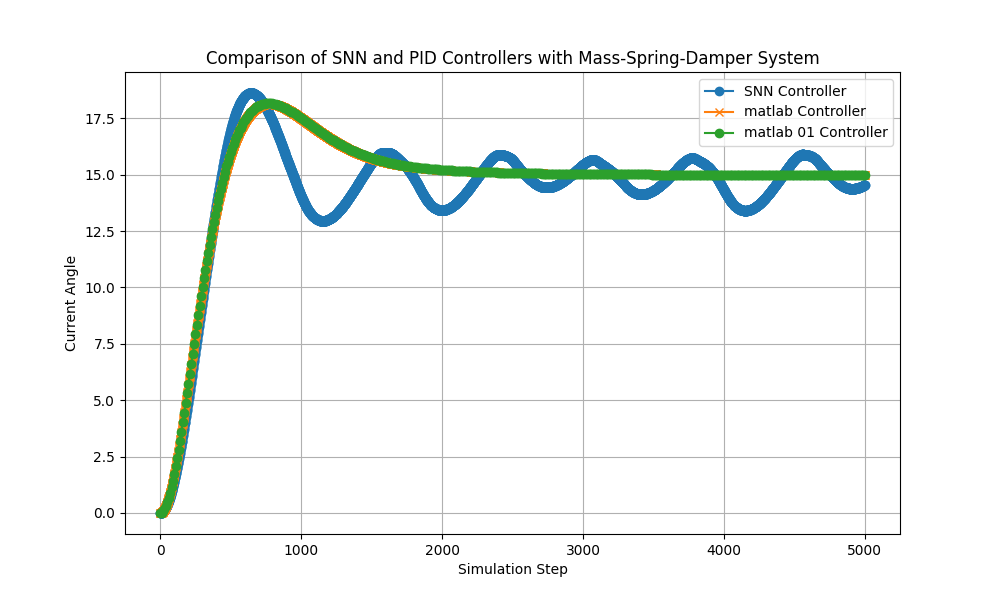 Comparison of SNN and PID Controllers with Mass-Spring-Damper System
SNN Controller
matlab Controller
matlab 01 Controller
Current Angle
17.5
15.0
12.5
10.0
7.5
5.0
2.5
0.0
0
1000
2000
3000
4000
5000
Simulation Step